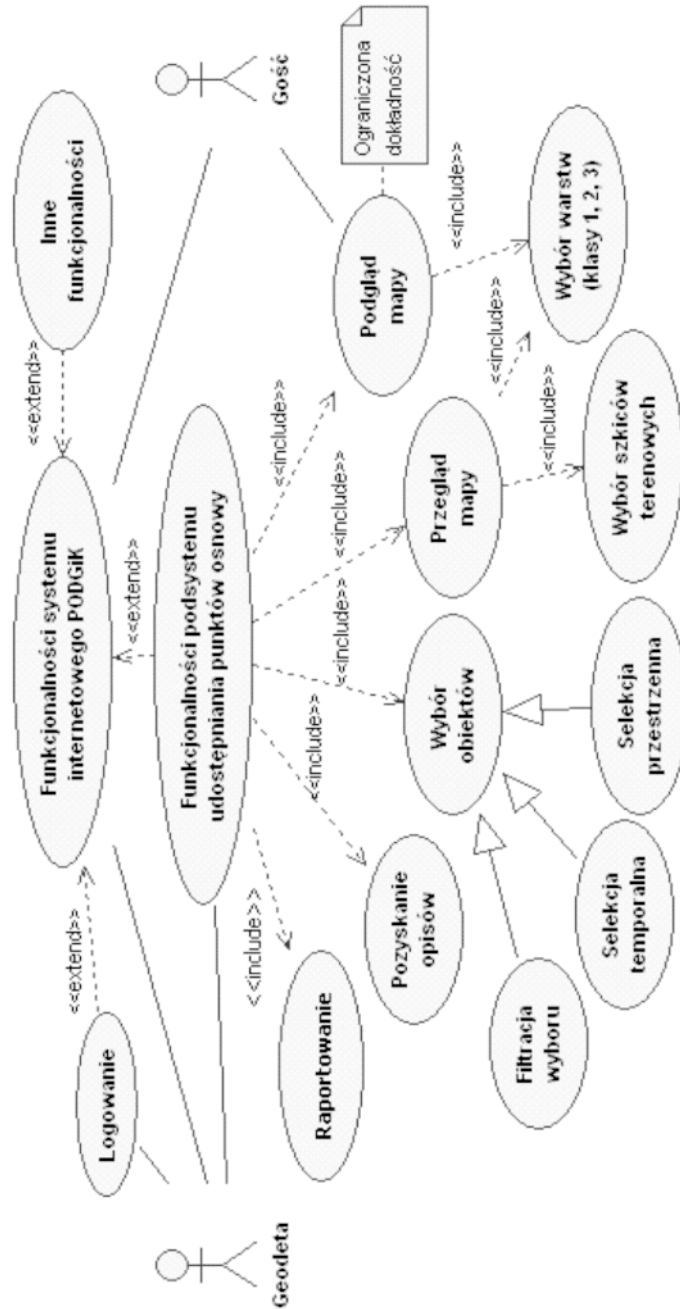 Inne
funkcjonalności
<<extend>>
Funkcjonalności systemu
internetowego PODGiK
<<extend>>
Logowanie
<<extend>>
Funkcjonalności podsystemu
udostępniania punktów osnowy
Gość
Geodeta
<<include>>
<<include>>
<<include>>
<<include>>
< <include> >
Ograniczona
dokładność
Podgląd
mapy
<<include>>
Przegląd
mapy
<<include>>
<<include>>
Wybór warstw
(klasy 1, 2, 3)
Wybór szkiców
terenowych
Wybór
obiektów
Pozyskanie
opisów
Raportowanie
Filtracja
wyboru
Selekcja
temporalna
Selekcja
przestrzenna